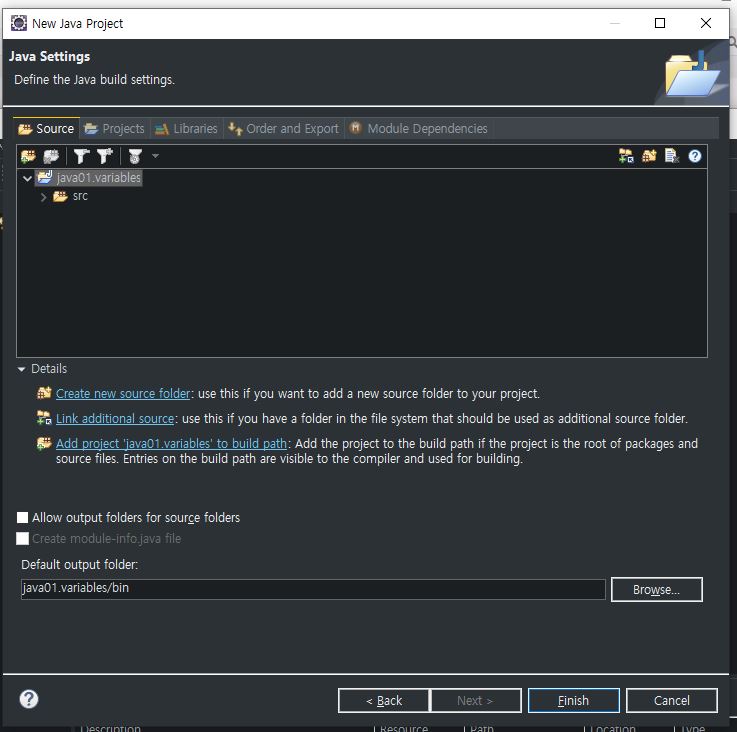 New Java Project
Java Settings
Define the Java build settings.
Source Projects Libraries Order and Export Module Dependencies
java01.variables
src
Details
Create new source folder: use this if you want to add a new source folder to your project.
Link additional source: use this if you have a folder in the file system that should be used as additional source folder.
Add project 'java01.variables' to build path: Add the project to the build path if the project is the root of packages and
source files. Entries on the build path are visible to the compiler and used for building.
Allow output folders for source folders
Create module-info.java file
Default output folder:
java01.variables/bin
Browse...
< Back Next > Finish Cancel
Description Resource Path Location Type